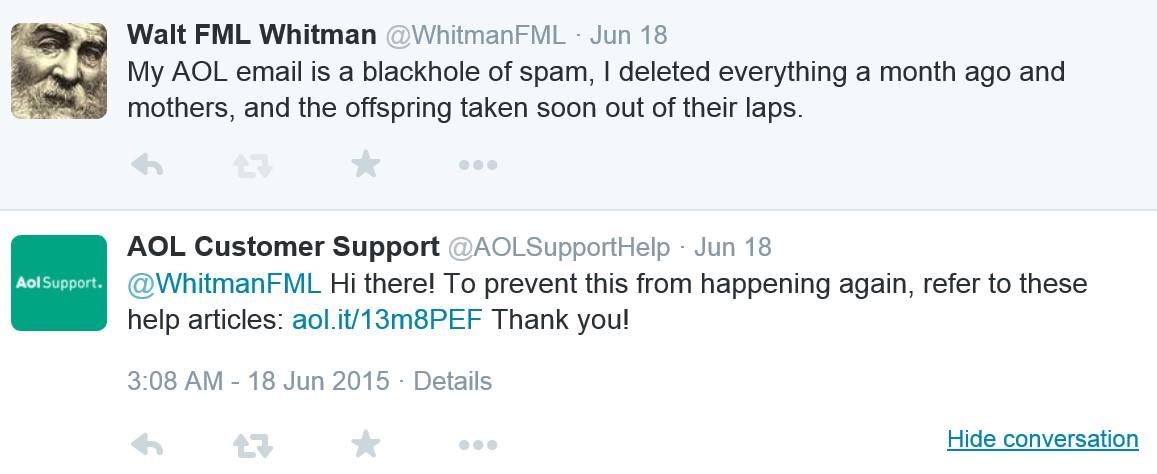 Walt FML Whitman @WhitmanFML · Jun 18
My AOL email is a blackhole of spam, I deleted everything a month ago and
mothers, and the offspring taken soon out of their laps.
AOL Customer Support @AOLSupportHelp · Jun 18
Aol Support.
@WhitmanFML Hi there! To prevent this from happening again, refer to these
help articles: aol.it/13m8PEF Thank you!
3:08 AM - 18 Jun 2015 · Details
Hide conversation